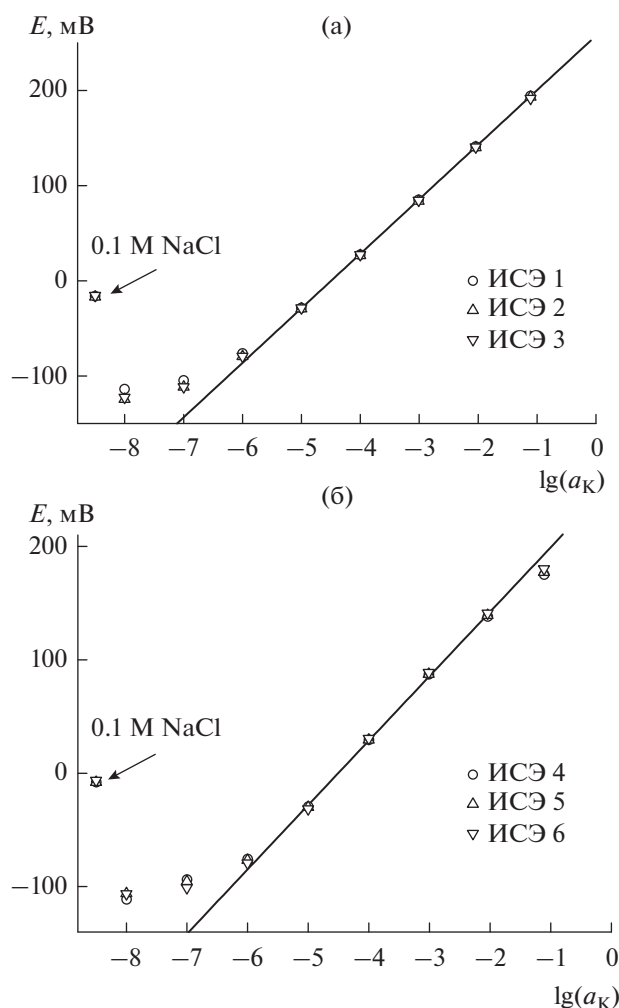 (а)
E, мВ
200
100
0
−100
0.1 М NaCl
ИСЭ 1
ИСЭ 2
ИСЭ 3
−8 −7 −6 −5 −4 −3 −2 −1 0
lg(aK)
(б)
E, мВ
200
100
0
−100
0.1 М NaCl
ИСЭ 4
ИСЭ 5
ИСЭ 6
−8 −7 −6 −5 −4 −3 −2 −1 0
lg(aK)